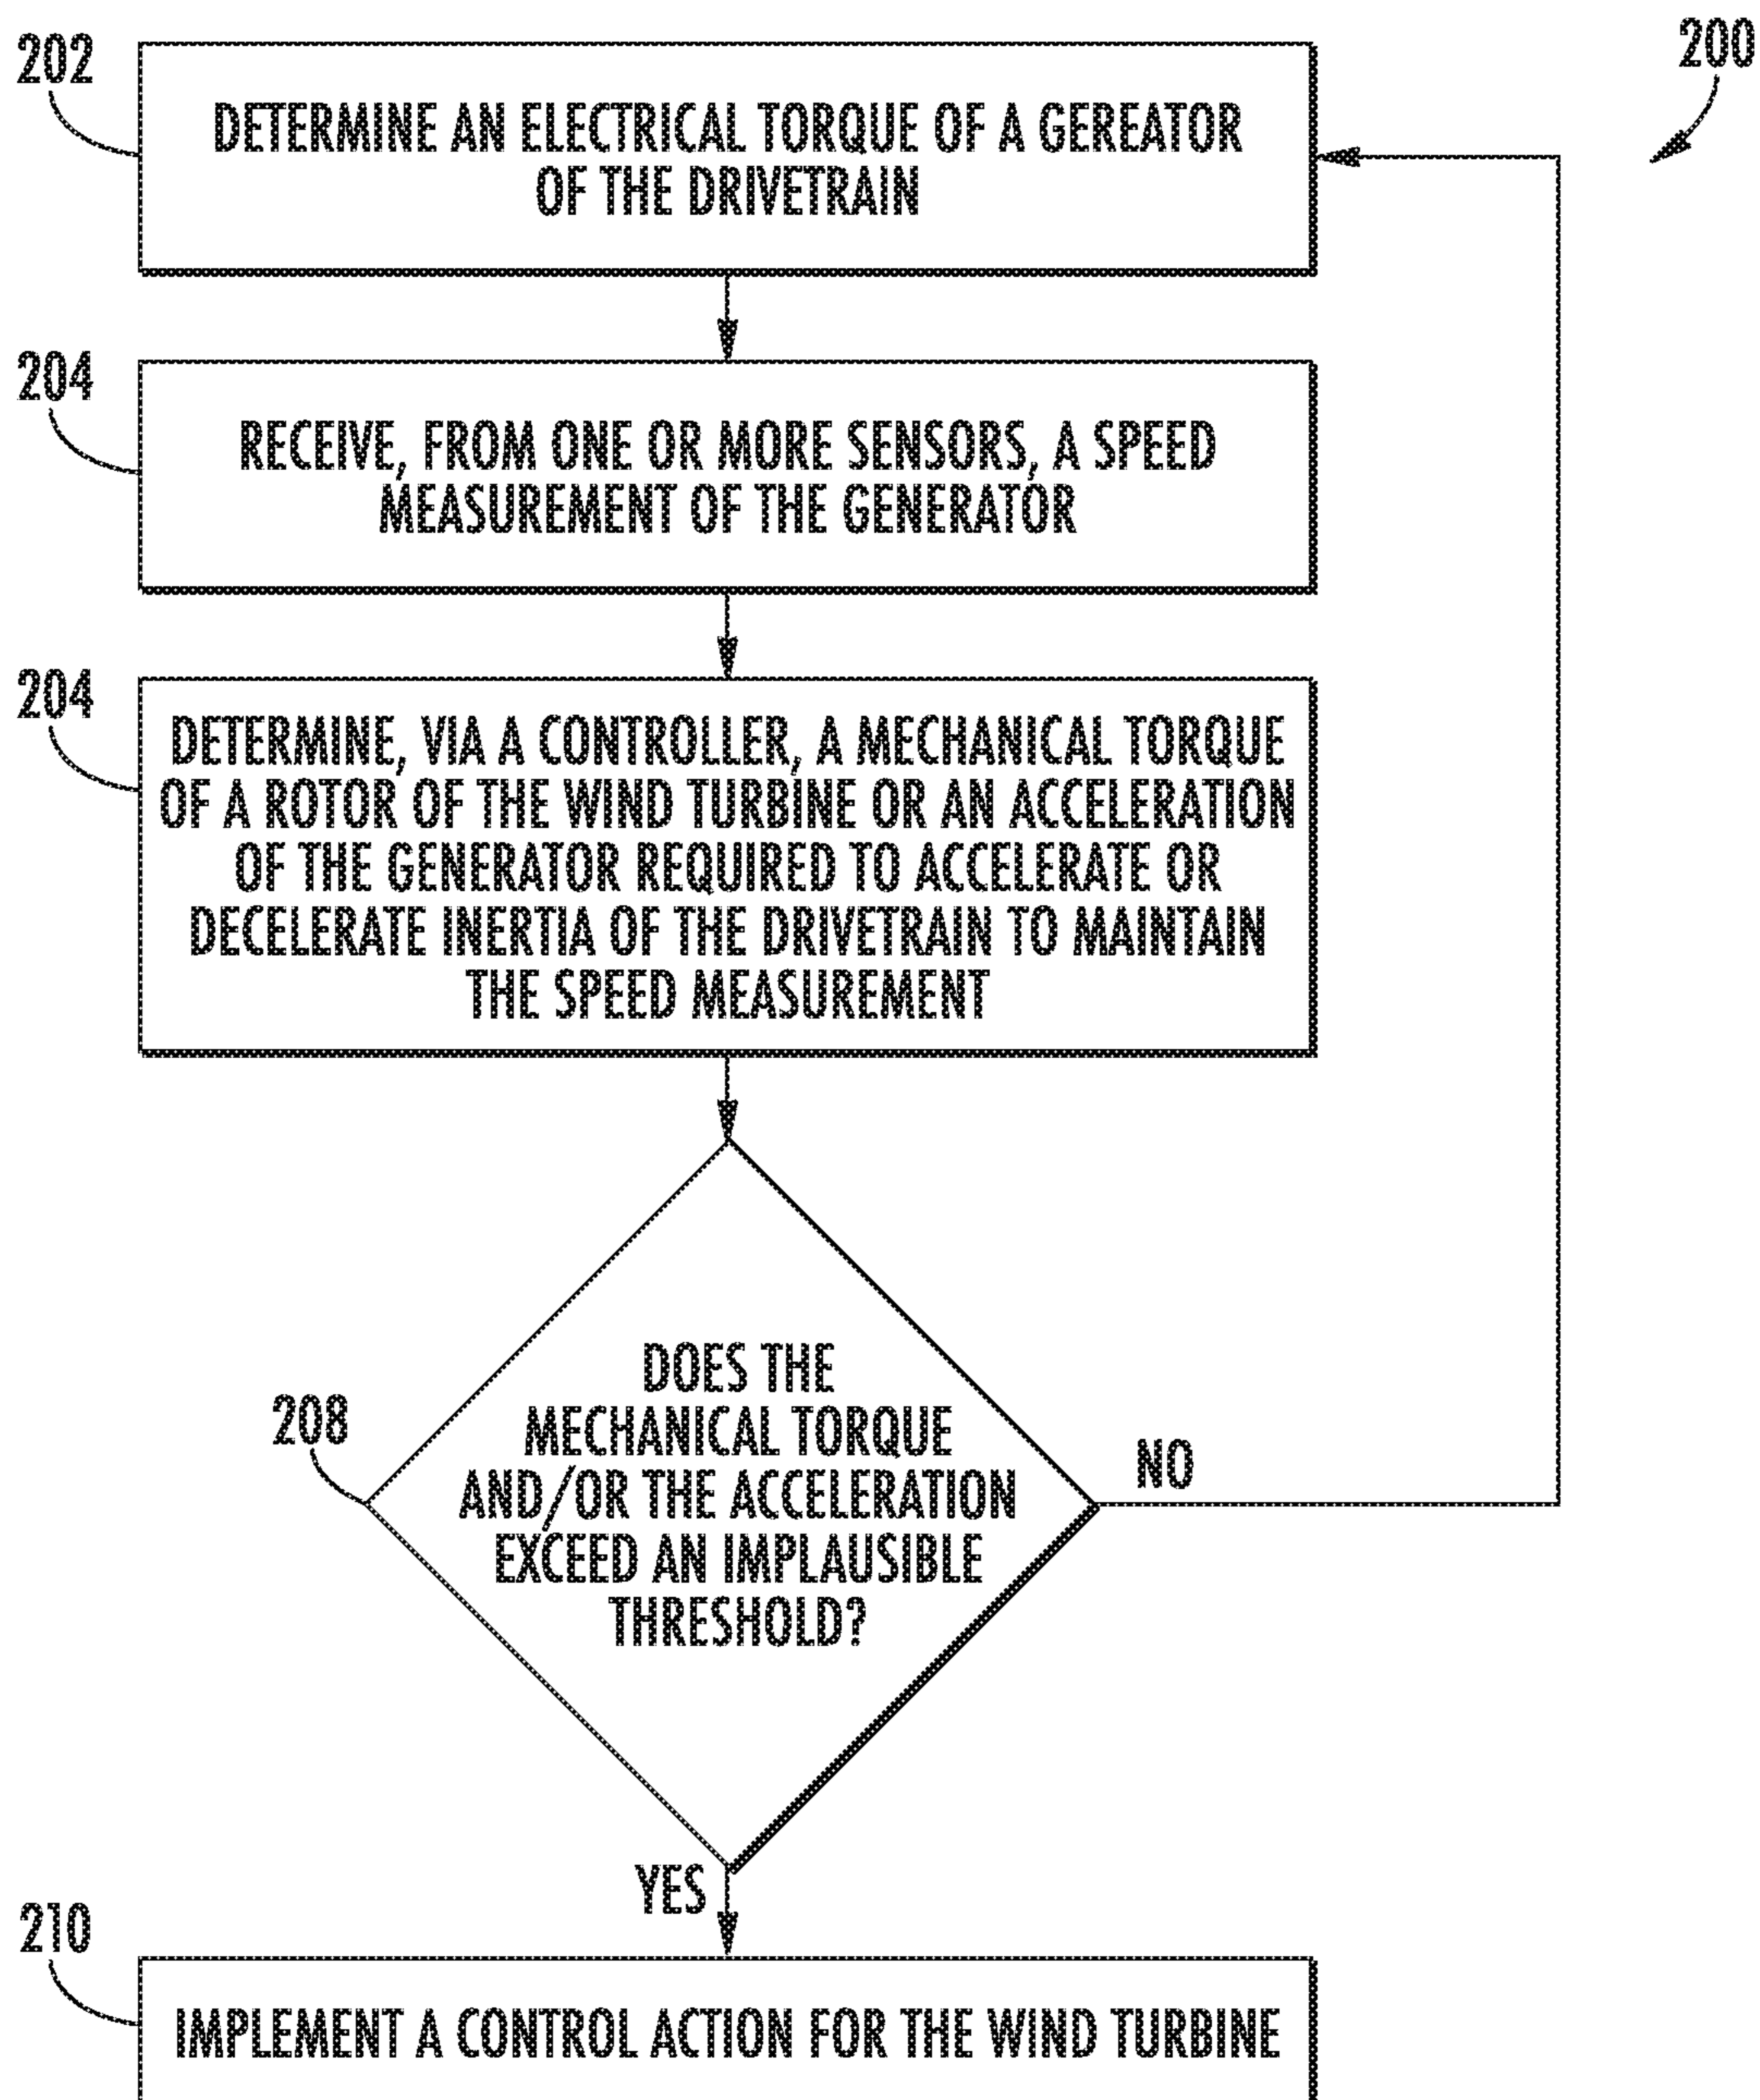 200
202
DETERMINE AN ELECTRICAL TORQUE OF A GEREATOR
OF THE DRIVETRAIN
204
RECEIVE, FROM ONE OR MORE SENSORS, A SPEED
MEASUREMENT OF THE GENERATOR
204
DETERMINE, VIA A CONTROLLER, A MECHANICAL TORQUE
OF A ROTOR OF THE WIND TURBINE OR AN ACCELERATION
OF THE GENERATOR REQUIRED TO ACCELERATE OR
DECELERATE INERTIA OF THE DRIVETRAIN TO MAINTAIN
THE SPEED MEASUREMENT
208
DOES THE
MECHANICAL TORQUE
AND/OR THE ACCELERATION
EXCEED AN IMPLAUSIBLE
THRESHOLD?
NO
YES
210
IMPLEMENT A CONTROL ACTION FOR THE WIND TURBINE